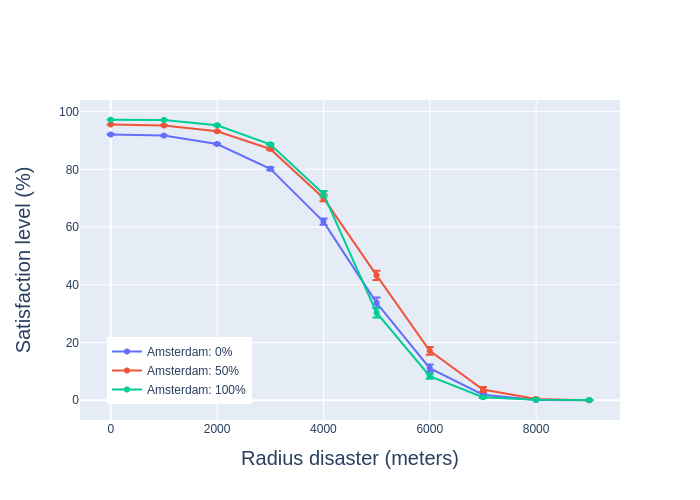 100
80
60
40
20
0
Satisfaction level (%)
Amsterdam: 0%
Amsterdam: 50%
Amsterdam: 100%
0 2000 4000 6000 8000
Radius disaster (meters)